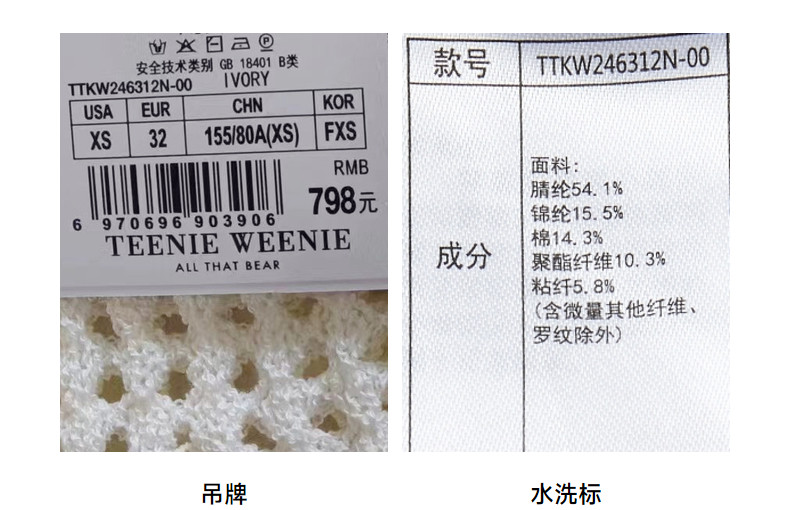 安全技术类别 GB 18401 B类
TTKW246312N-00 IVORY
USA EUR CHN KOR
XS 32 155/80A(XS) FXS
RMB
798元
6 970696 903906
TEENIE WEENIE
ALL THAT BEAR
吊牌
款号 TTKW246312N-00
成分
面料:
腈纶54.1%
锦纶15.5%
棉14.3%
聚酯纤维10.3%
粘纤5.8%
(含微量其他纤维、
罗纹除外)
水洗标